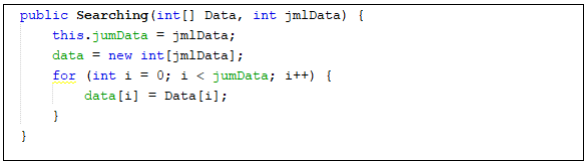 public Searching(int[] Data, int jmlData) {
    this.jumData = jmlData;
    data = new int[jmlData];
    for (int i = 0; i < jumData; i++) {
        data[i] = Data[i];
    }
}